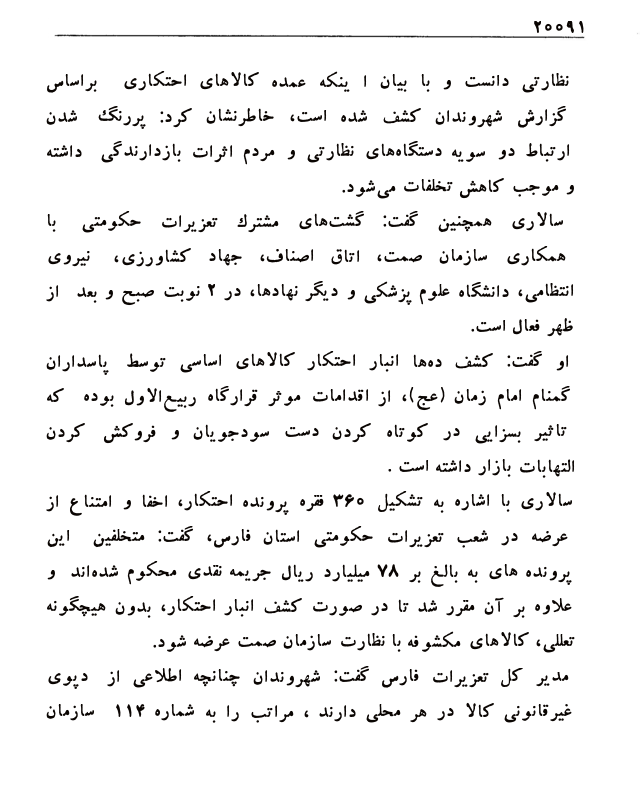 ۲۰۰۹۱
نظارتی دانست و با بیان ا ینکه عمده کالاهای احتکاری براساس
گزارش شهروندان کشف شده است، خاطرنشان کرد: پررنگ شدن
ارتباط دو سویه دستگاه‌های نظارتی و مردم اثرات بازدارندگی داشته
و موجب کاهش تخلفات می‌شود.
سالاری همچنین گفت: گشت‌های مشترك تعزیرات حکومتی با
همکاری سازمان صمت، اتاق اصناف، جهاد کشاورزی، نیروی
انتظامی، دانشگاه علوم پزشکی و دیگر نهادها، در ۲ نوبت صبح و بعد از
ظهر فعال است.
او گفت: کشف ده‌ها انبار احتکار کالاهای اساسی توسط پاسداران
گمنام امام زمان (عج)، از اقدامات موثر قرارگاه ربیع‌الاول بوده که
تاثیر بسزایی در کوتاه کردن دست سودجویان و فروکش کردن
التهابات بازار داشته است .
سالاری با اشاره به تشکیل ۳۶۰ فقره پرونده احتکار، اخفا و امتناع از
عرضه در شعب تعزیرات حکومتی استان فارس، گفت: متخلفین این
پرونده های به بالغ بر ۷۸ میلیارد ریال جریمه نقدی محکوم شده‌اند و
علاوه بر آن مقرر شد تا در صورت کشف انبار احتکار، بدون هیچگونه
تعللی، کالاهای مکشوفه با نظارت سازمان صمت عرضه شود.
مدیر کل تعزیرات فارس گفت: شهروندان چنانچه اطلاعی از دپوی
غیرقانونی کالا در هر محلی دارند ، مراتب را به شماره ۱۱۴ سازمان